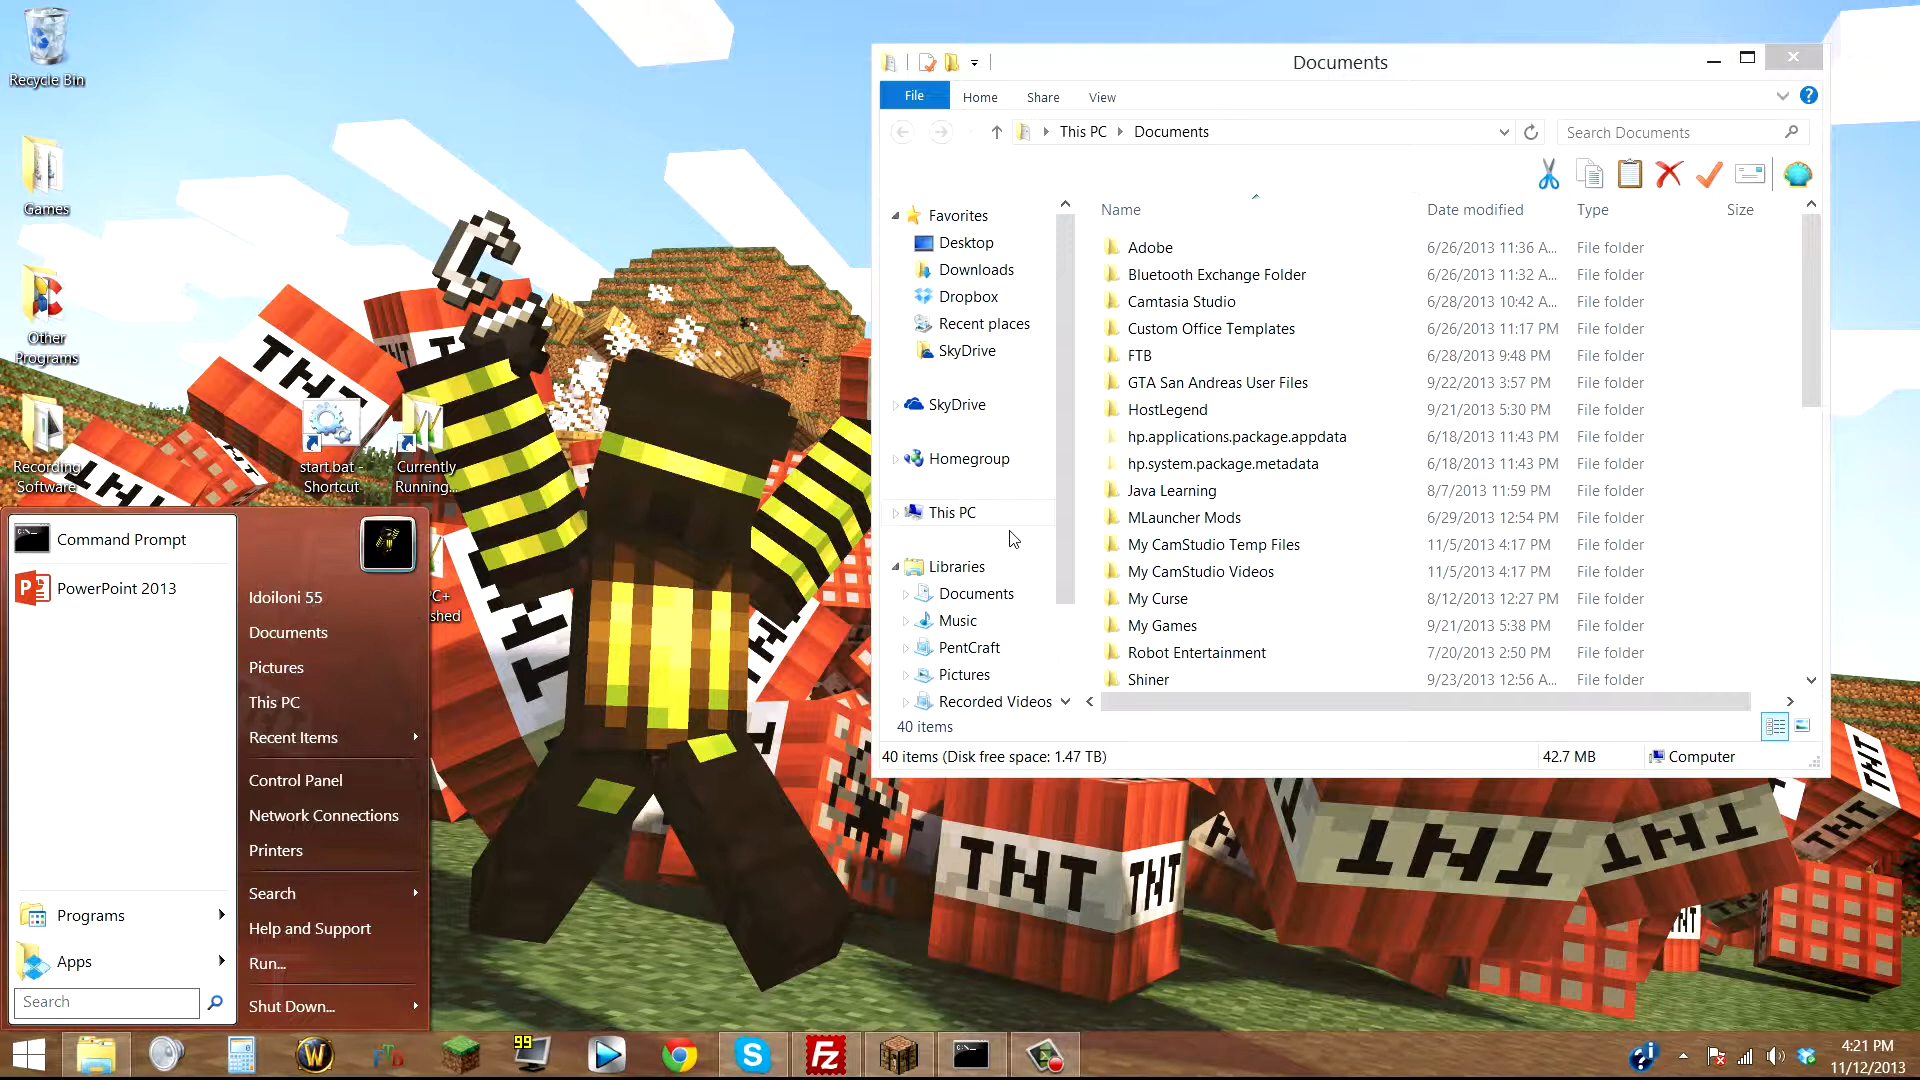 Recycle Bin
Games
Other
Programs
Recording
Software
start.bat -
Shortcut
Currently
Running...
C+
shed
TNT
TNT
TNT
TNT
TNT
TNT
TNT
Command Prompt
PowerPoint 2013
Programs
Apps
Search
Idoiloni 55
Documents
Pictures
This PC
Recent Items
Control Panel
Network Connections
Printers
Search
Help and Support
Run...
Shut Down...
Documents
File
Home
Share
View
This PC
Documents
Search Documents
Favorites
Desktop
Downloads
Dropbox
Recent places
SkyDrive
SkyDrive
Homegroup
This PC
Libraries
Documents
Music
PentCraft
Pictures
Recorded Videos
Name Date modified Type Size
Adobe 6/26/2013 11:36 A... File folder
Bluetooth Exchange Folder 6/26/2013 11:32 A... File folder
Camtasia Studio 6/28/2013 10:42 A... File folder
Custom Office Templates 6/26/2013 11:17 PM File folder
FTB 6/28/2013 9:48 PM File folder
GTA San Andreas User Files 9/22/2013 3:57 PM File folder
HostLegend 9/21/2013 5:30 PM File folder
hp.applications.package.appdata 6/18/2013 11:43 PM File folder
hp.system.package.metadata 6/18/2013 11:43 PM File folder
Java Learning 8/7/2013 11:59 PM File folder
MLauncher Mods 6/29/2013 12:54 PM File folder
My CamStudio Temp Files 11/5/2013 4:17 PM File folder
My CamStudio Videos 11/5/2013 4:17 PM File folder
My Curse 8/12/2013 12:27 PM File folder
My Games 9/21/2013 5:38 PM File folder
Robot Entertainment 7/20/2013 2:50 PM File folder
Shiner 9/23/2013 12:56 A... File folder
40 items
40 items (Disk free space: 1.47 TB) 42.7 MB Computer
99
4:21 PM
11/12/2013